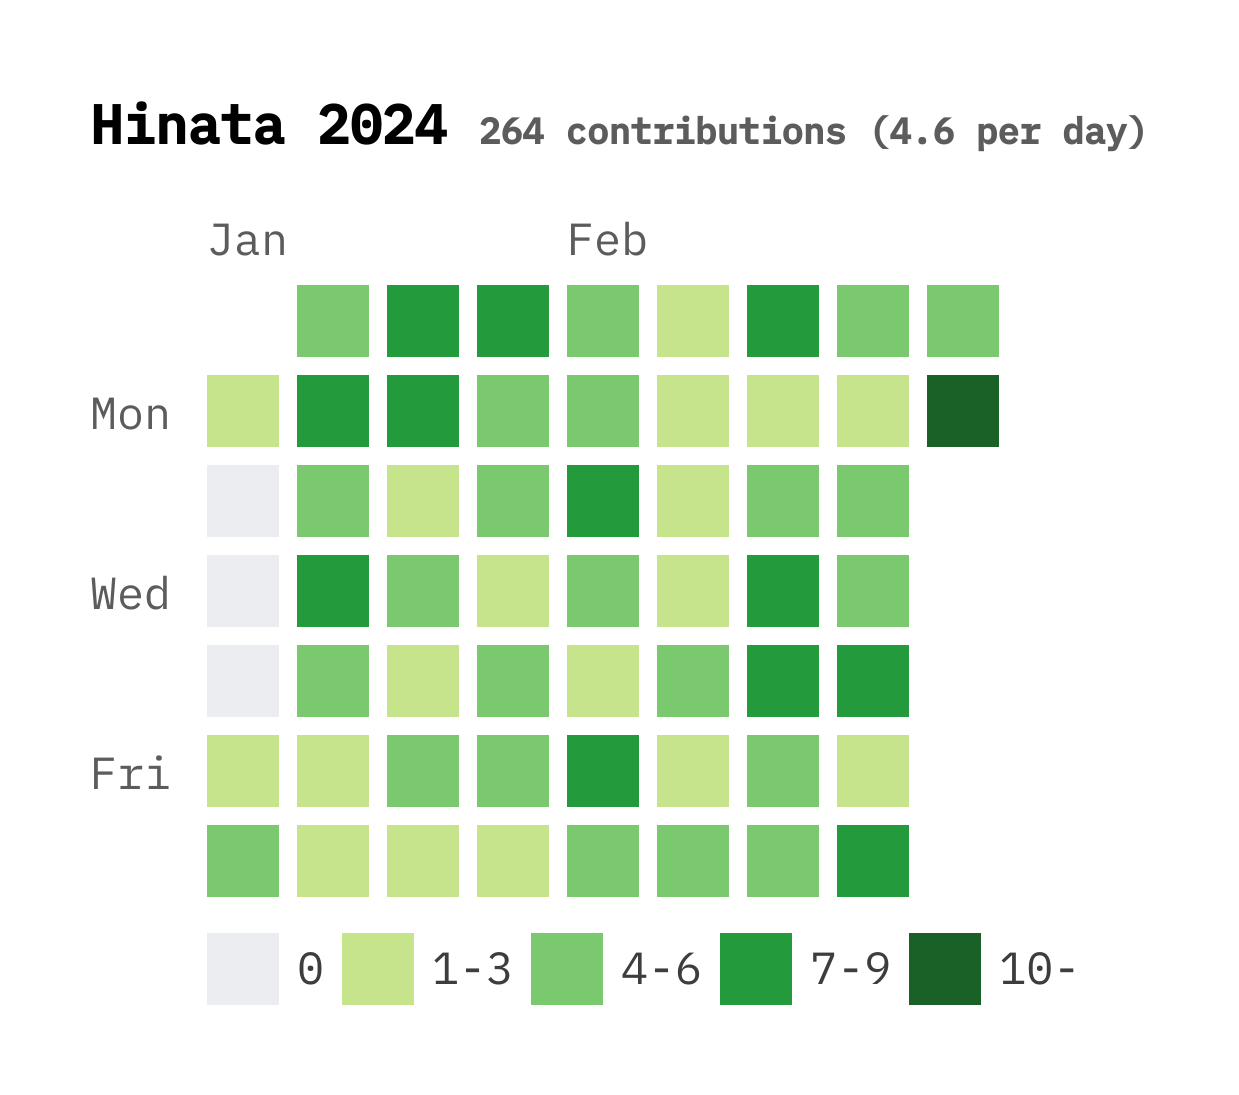 Hinata 2024 264 contributions (4.6 per day)
Jan Feb
Mon
Wed
Fri
0 1-3 4-6 7-9 10-